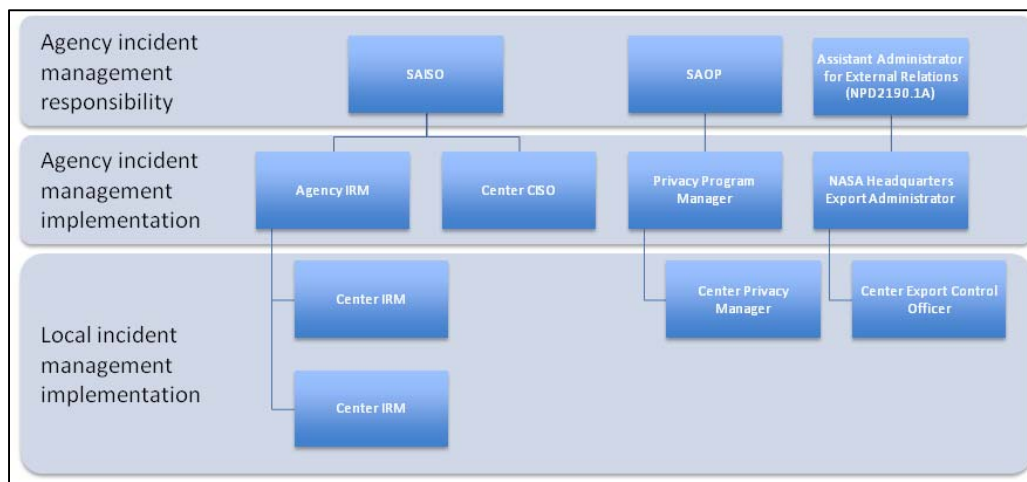 Agency incident
management
responsibility
SAISO
SAOP
Assistant Administrator
for External Relations
(NPD2190.1A)
Agency incident
management
implementation
Agency IRM
Center CISO
Privacy Program
Manager
NASA Headquarters
Export Administrator
Local incident
management
implementation
Center IRM
Center Privacy
Manager
Center Export Control
Officer
Center IRM